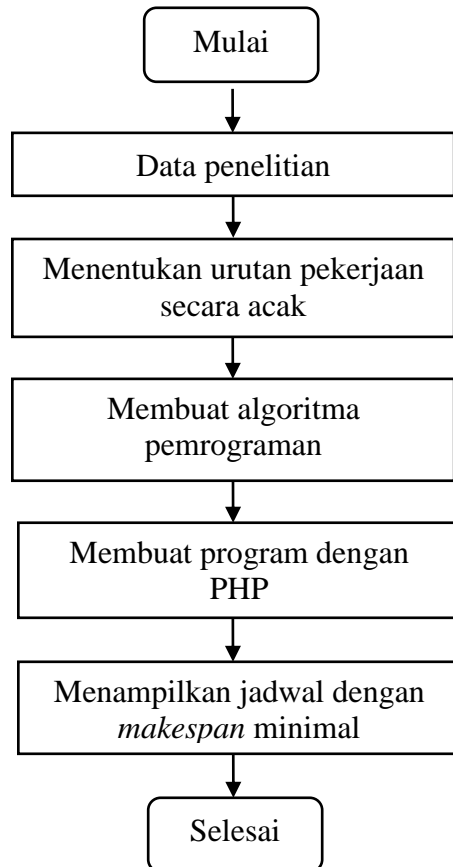 Mulai
Data penelitian
Menentukan urutan pekerjaan
secara acak
Membuat algoritma
pemrograman
Membuat program dengan
PHP
Menampilkan jadwal dengan
makespan minimal
Selesai